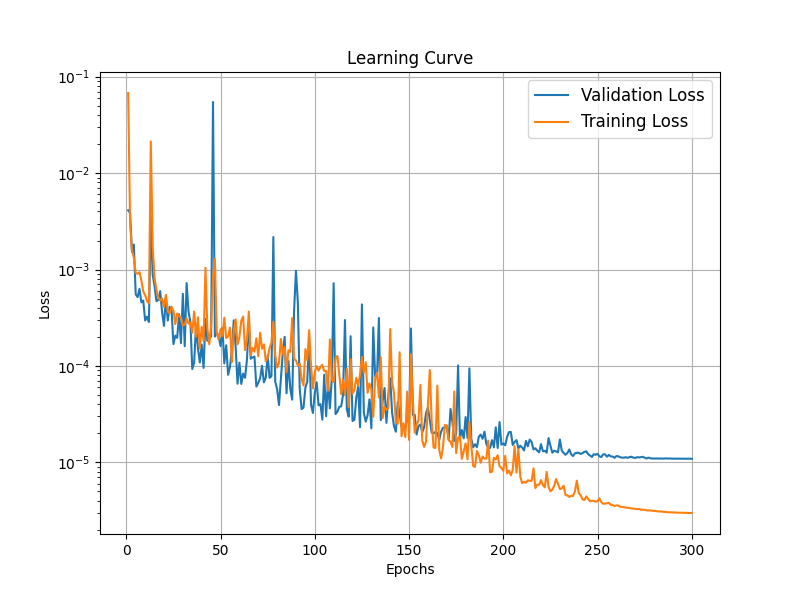 Learning Curve
Validation Loss
Training Loss
Loss
10⁻¹
10⁻²
10⁻³
10⁻⁴
10⁻⁵
0 50 100 150 200 250 300
Epochs